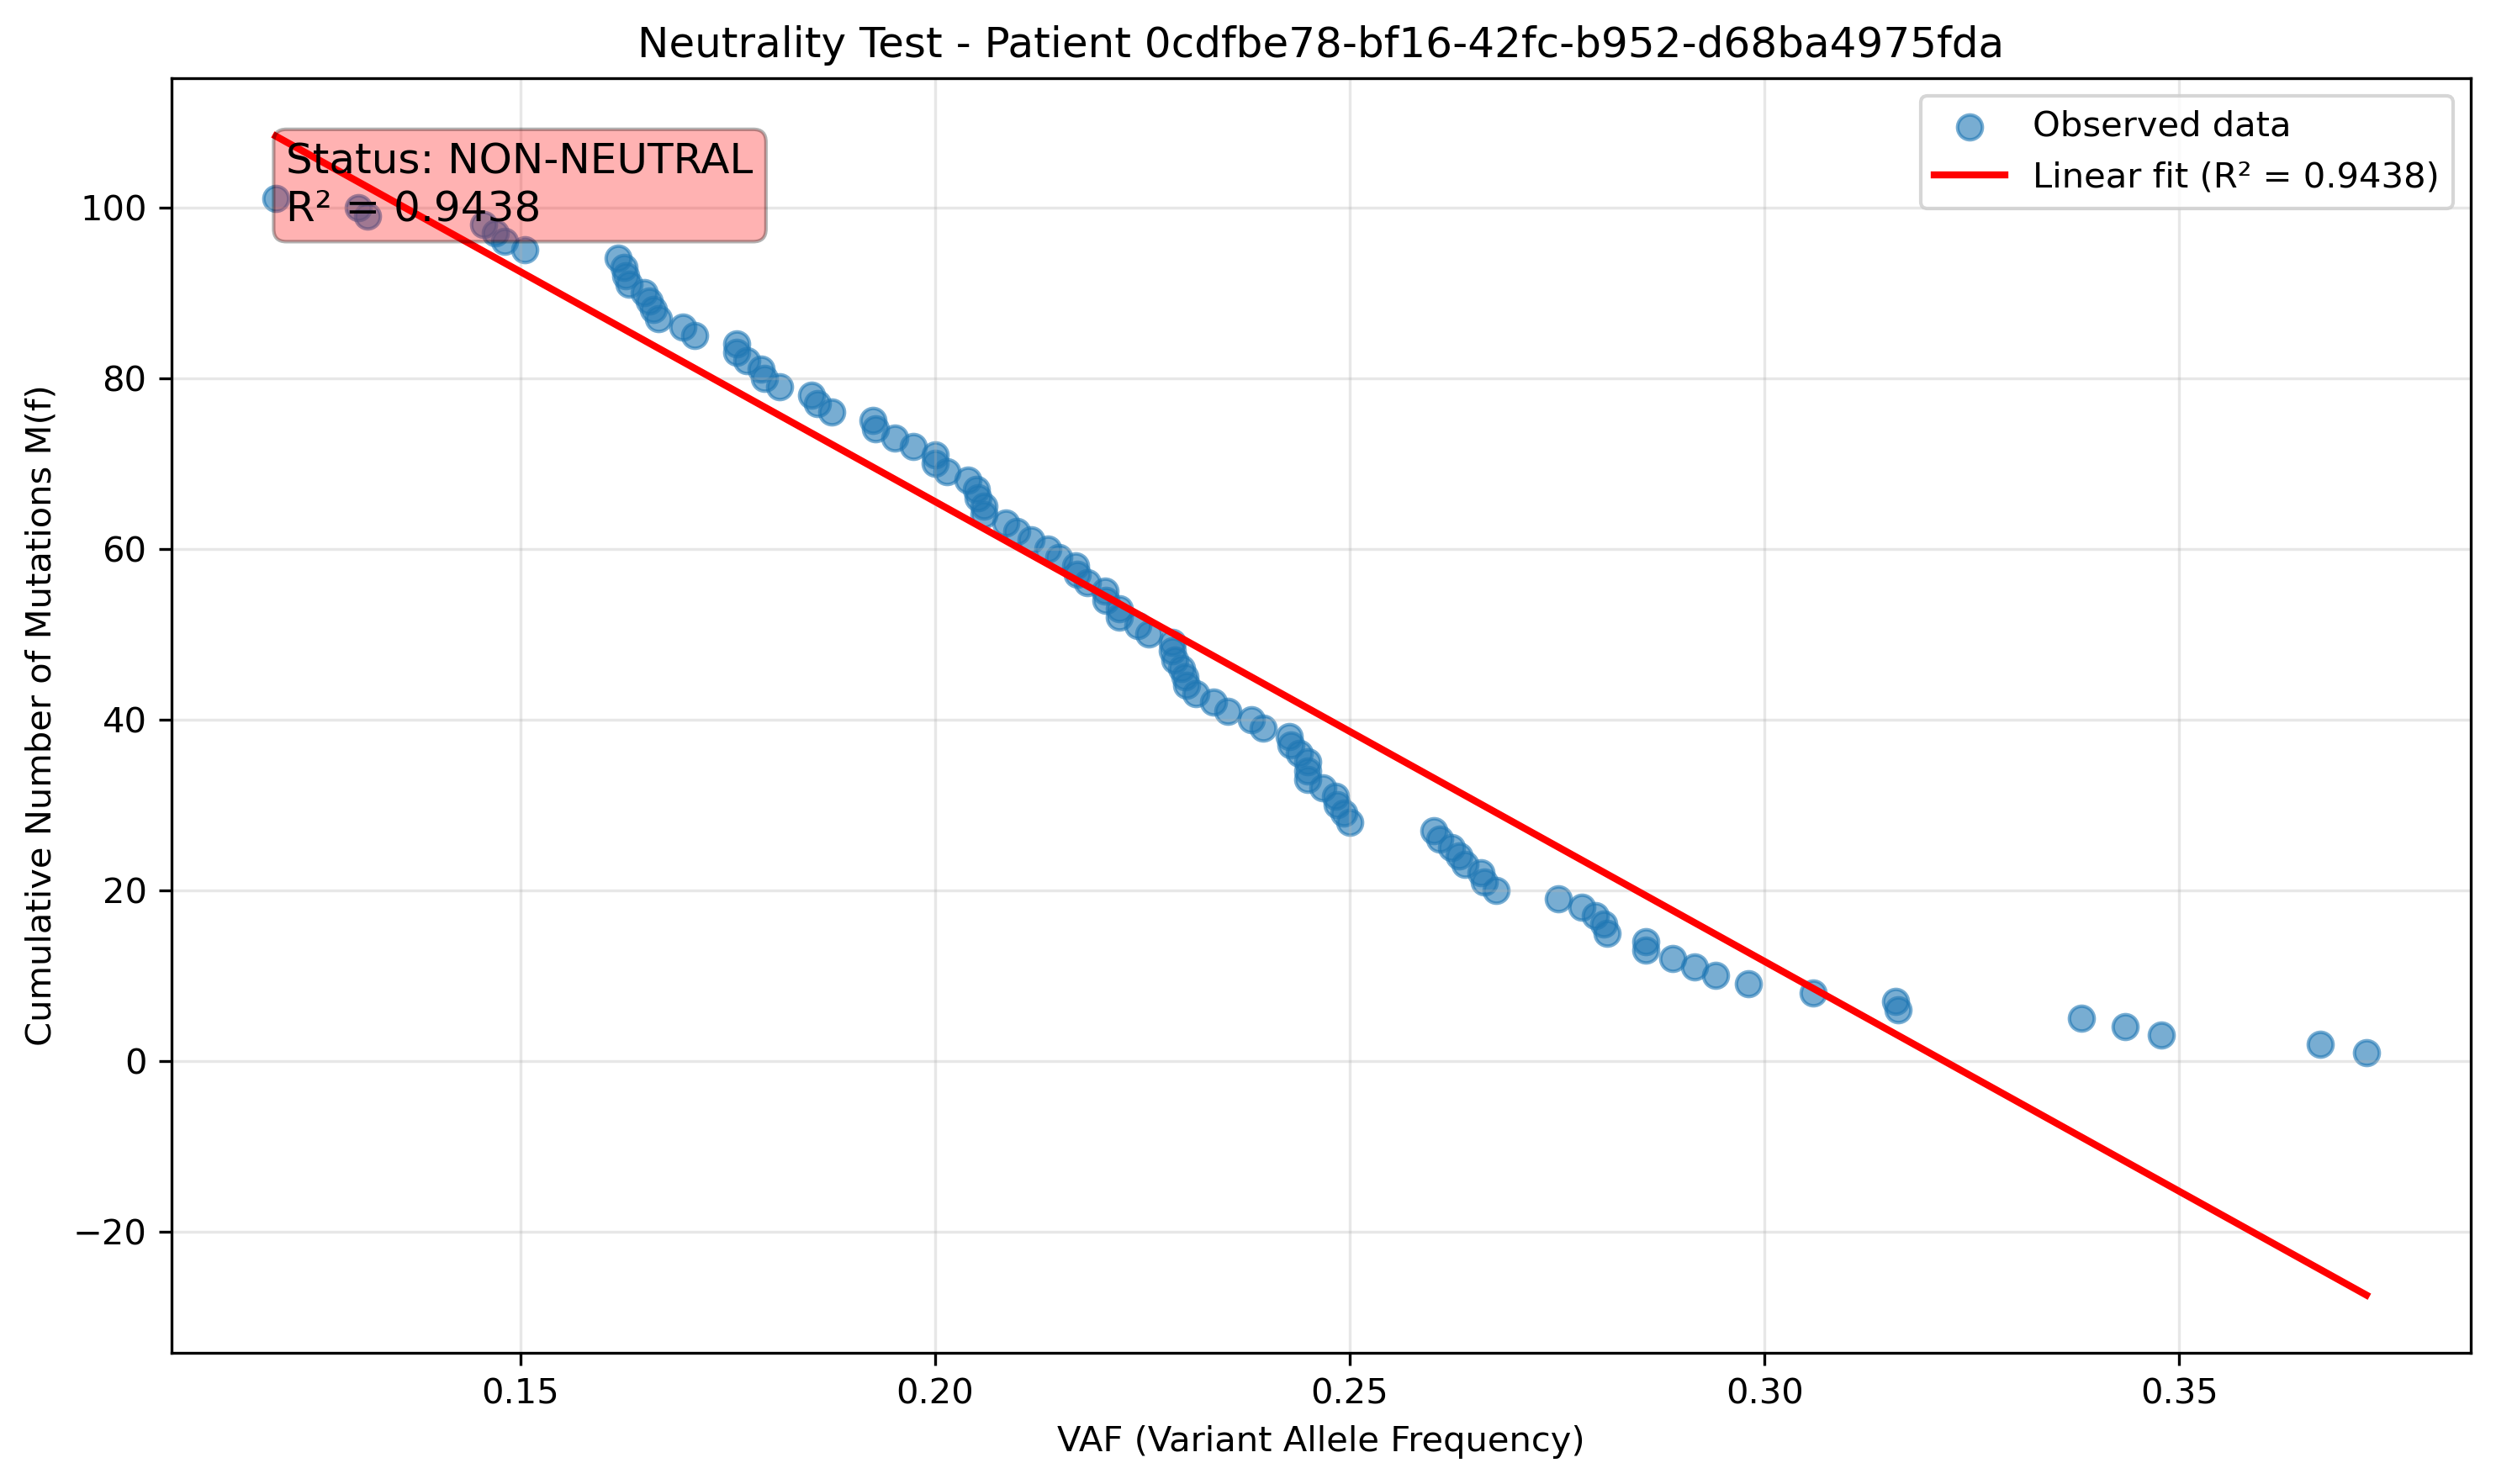 Neutrality Test - Patient 0cdfbe78-bf16-42fc-b952-d68ba4975fda
Status: NON-NEUTRAL
R² = 0.9438
Observed data
Linear fit (R² = 0.9438)
Cumulative Number of Mutations M(f)
100
80
60
40
20
0
−20
0.15
0.20
0.25
0.30
0.35
VAF (Variant Allele Frequency)